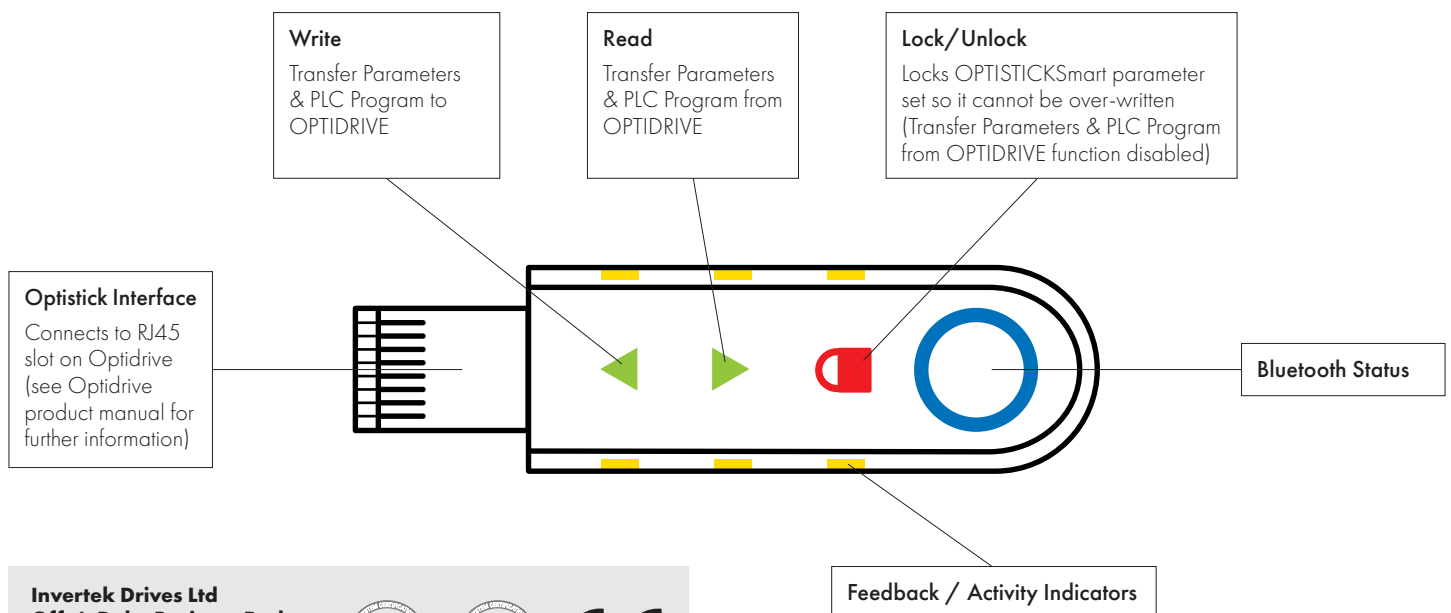 Write
Transfer Parameters
& PLC Program to
OPTIDRIVE
Read
Transfer Parameters
& PLC Program from
OPTIDRIVE
Lock/Unlock
Locks OPTISTICKSmart parameter
set so it cannot be over-written
(Transfer Parameters & PLC Program
from OPTIDRIVE function disabled)
Optistick Interface
Connects to RJ45
slot on Optidrive
(see Optidrive
product manual for
further information)
Bluetooth Status
Feedback / Activity Indicators
Invertek Drives Ltd